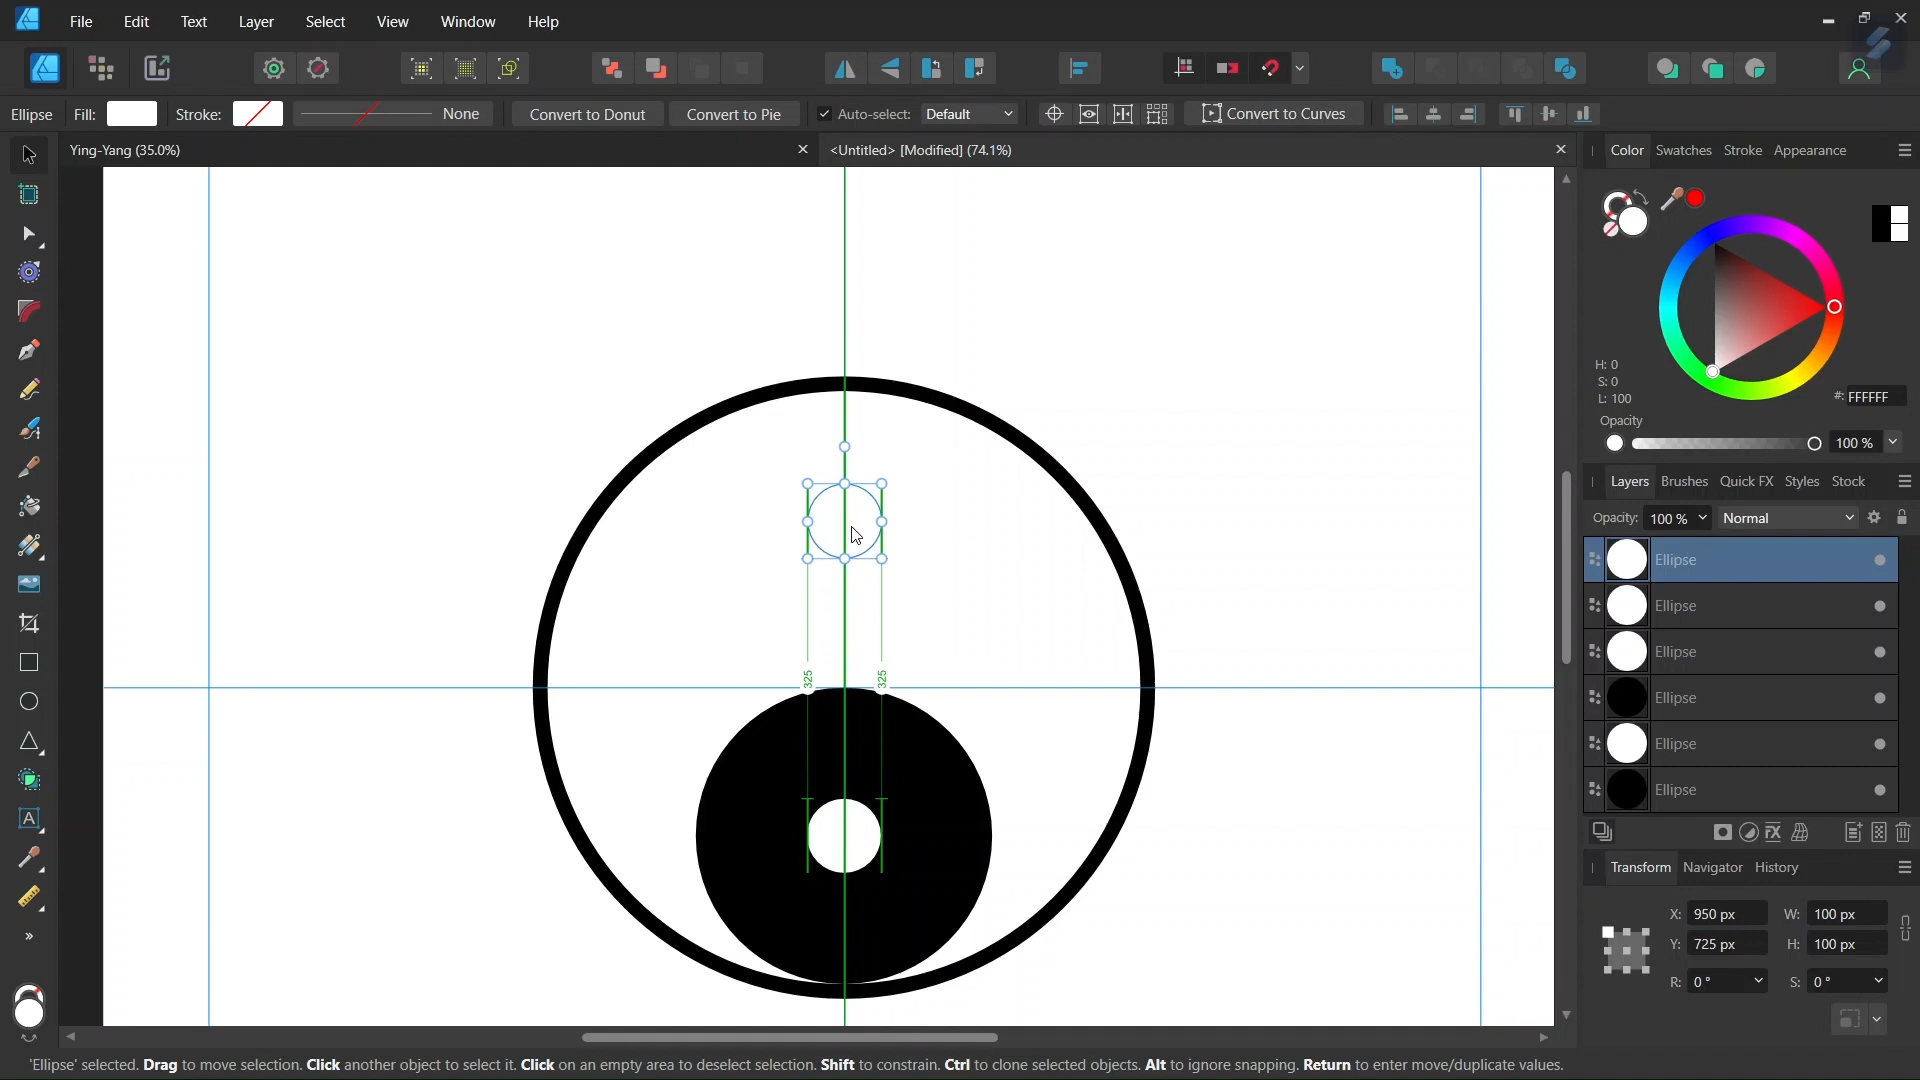 File Edit Text Layer Select View Window Help
Ellipse Fill: Stroke: None Convert to Donut Convert to Pie Auto-select: Default Convert to Curves
Ying-Yang (35.0%) <Untitled> [Modified] (74.1%)
Color Swatches Stroke Appearance
H: 0
S: 0
L: 100
#: FFFFFF
Opacity
100 %
Layers Brushes Quick FX Styles Stock
Opacity: 100 % Normal
Ellipse
Ellipse
Ellipse
Ellipse
Ellipse
Ellipse
325 325
FX
Transform Navigator History
X: 950 px W: 100 px
Y: 725 px H: 100 px
R: 0 ° S: 0 °
A
'Ellipse' selected. Drag to move selection. Click another object to select it. Click on an empty area to deselect selection. Shift to constrain. Ctrl to clone selected objects. Alt to ignore snapping. Return to enter move/duplicate values.